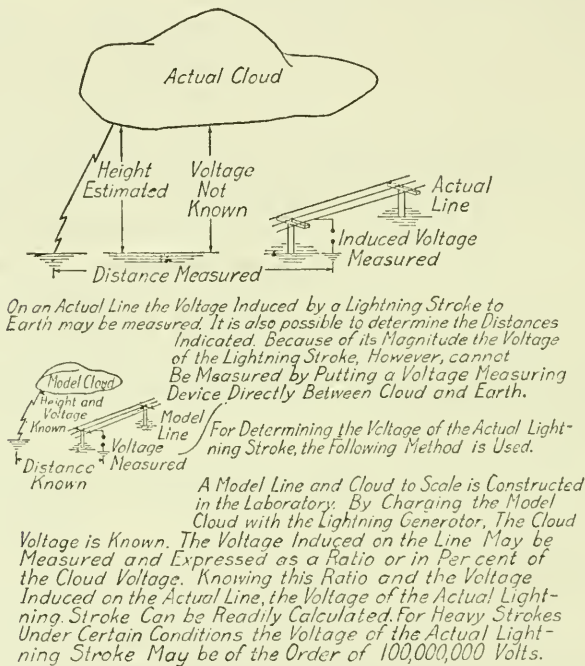 Actual Cloud
Height
Estimated
Voltage
Not
Known
Actual
Line
Induced Voltage
Measured
Distance Measured
On an Actual Line the Voltage Induced by a Lightning Stroke to
Earth may be measured. It is also possible to determine the Distances
Indicated. Because of its Magnitude the Voltage
of the Lightning Stroke, However, cannot
Be Measured by Putting a Voltage Measuring
Device Directly Between Cloud and Earth.
Model Cloud
Height and
Voltage
Known
Model
Line
Voltage
Measured
Distance
Known
For Determining the Voltage of the Actual Light-
ning Stroke, the Following Method is Used.
A Model Line and Cloud to Scale is Constructed
in the Laboratory. By Charging the Model
Cloud with the Lightning Generotor, The Cloud
Voltage is Known. The Voltage Induced on the Line May be
Measured and Expressed as a Ratio or in Per cent of
the Cloud Voltage. Knowing this Ratio and the Voltage
Induced on the Actual Line, the Voltage of the Actual Light-
ning Stroke Can be Readily Calculated. For Heavy Strokes
Under Certain Conditions the Voltage of the Actual Light-
ning Stroke May be of the Order of 100,000,000 Volts.